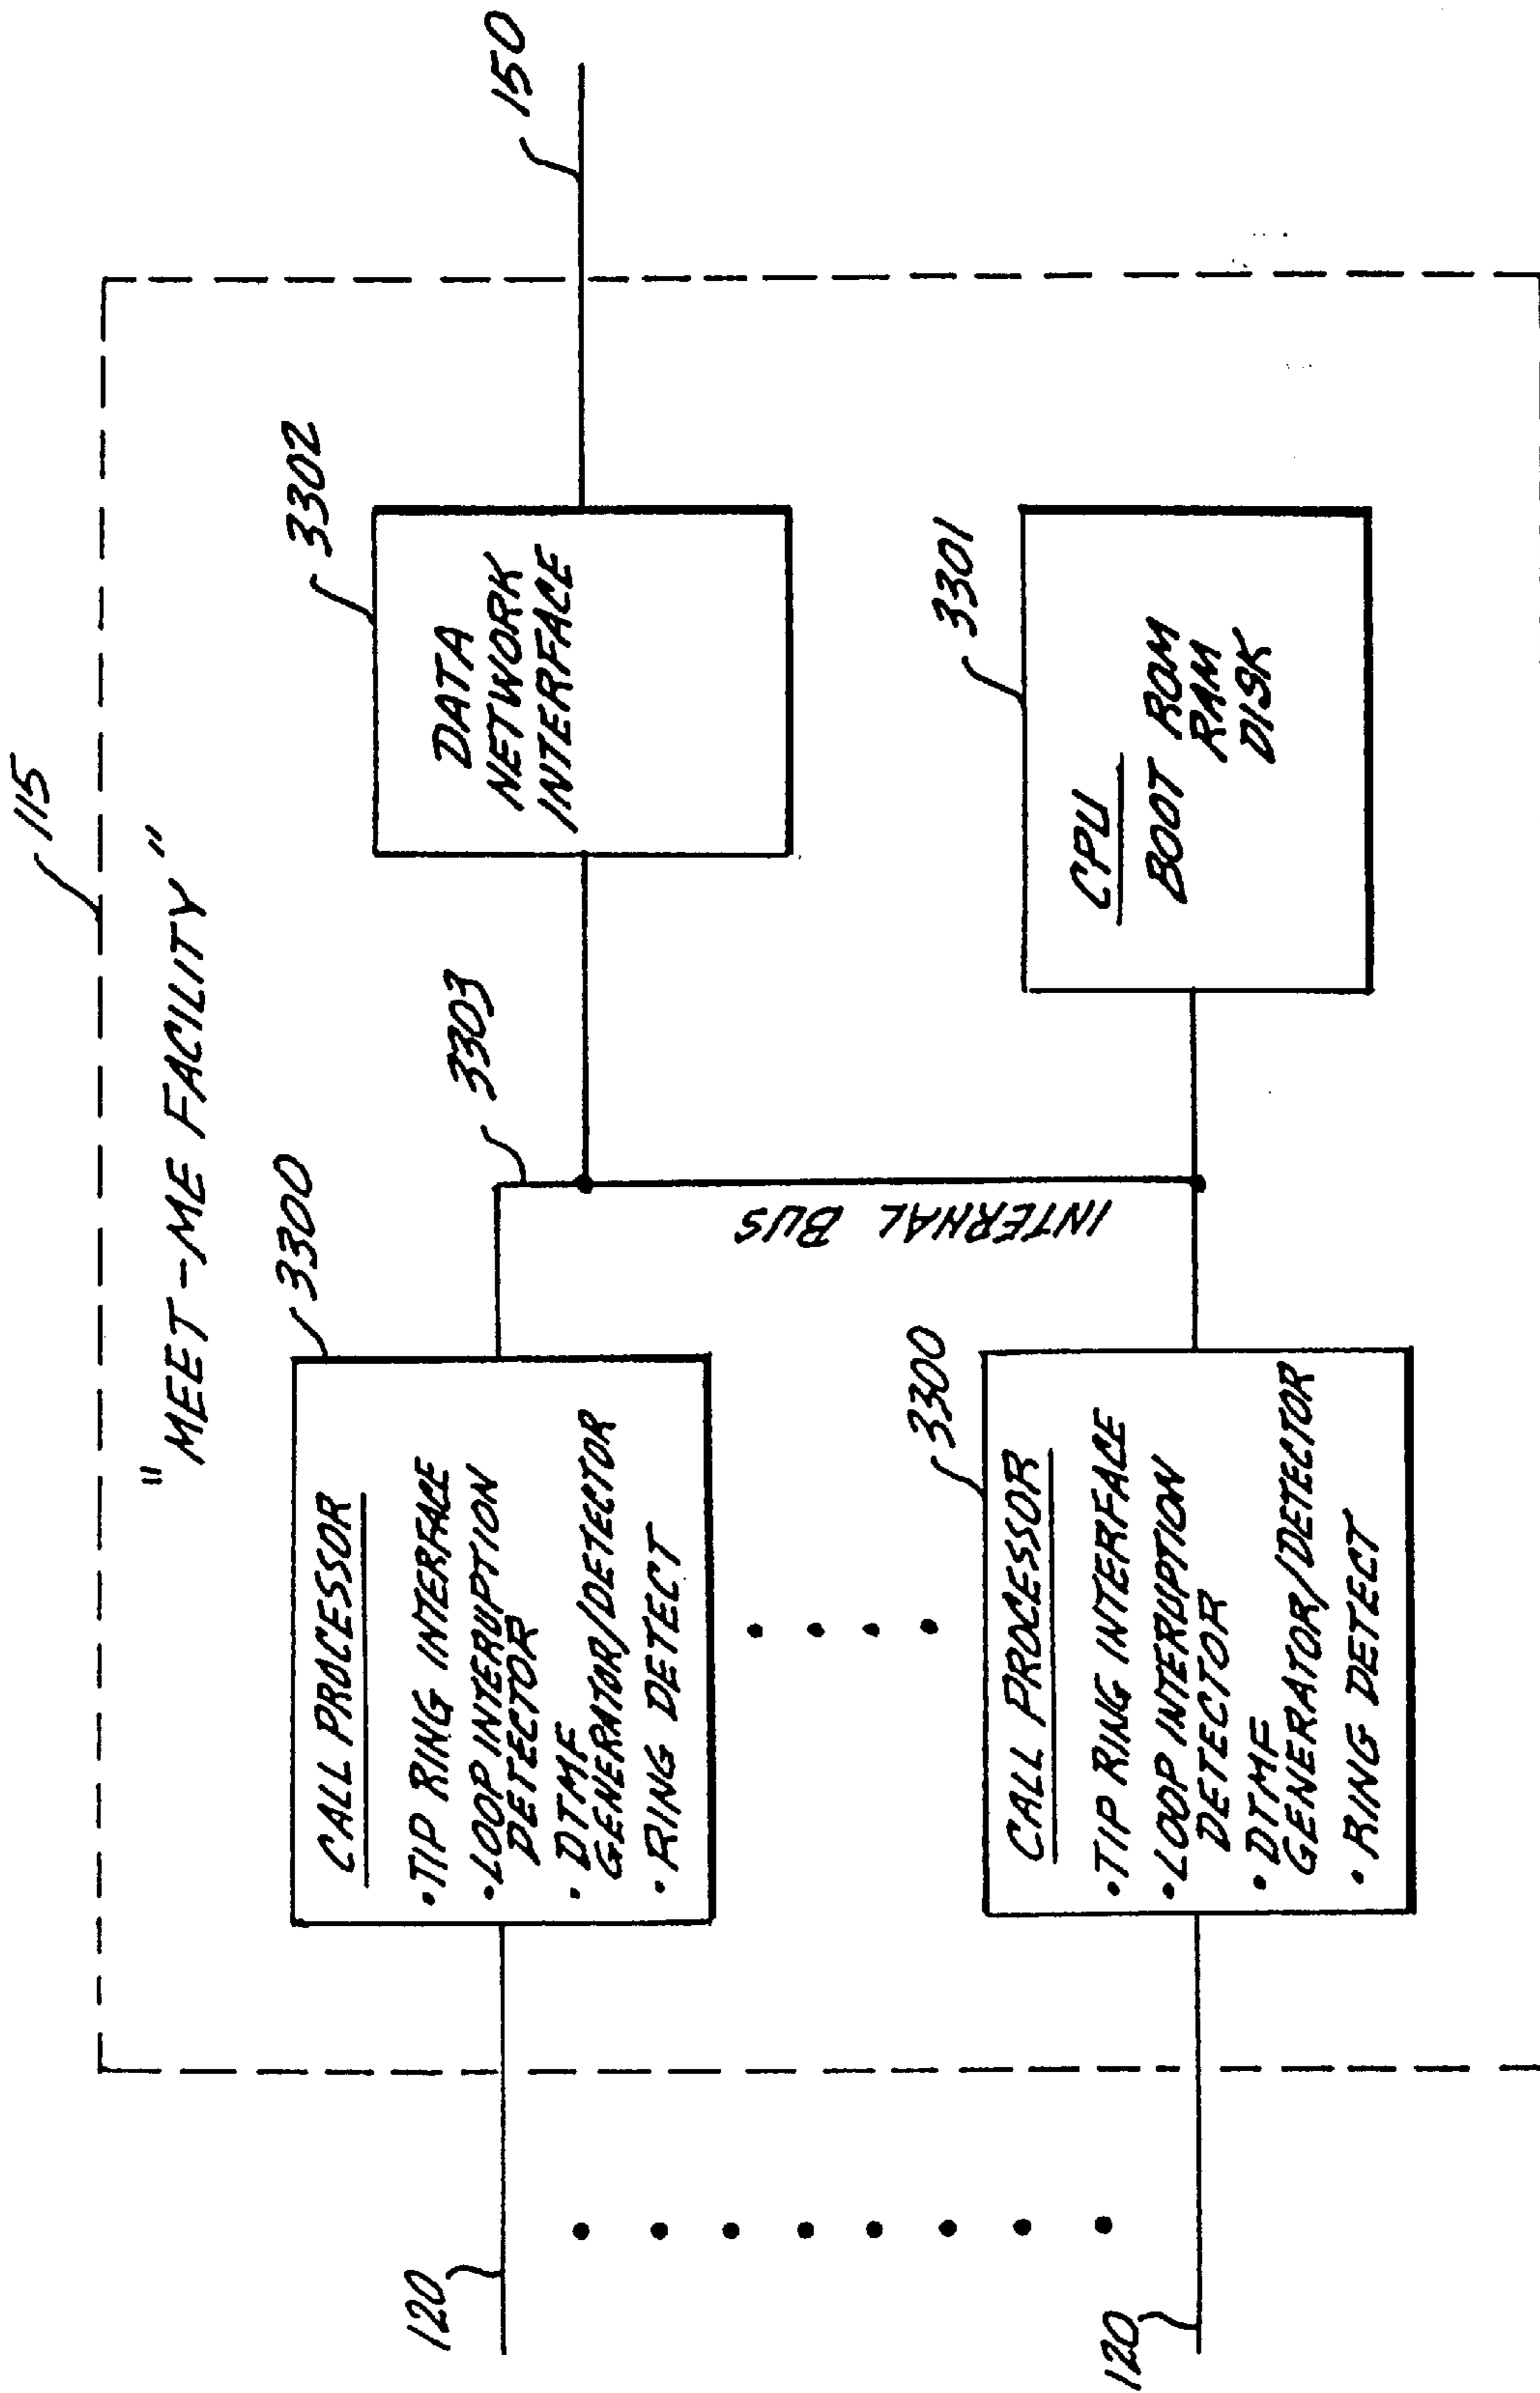 115
"MEET-ME FACILITY"
120
3300
CALL PROCESSOR
•TIP RING INTERFACE
•LOOP INTERUPTION
DETECTOR
• DTMF
GENERATOR/DETECTOR
• RING DETECT
3303
INTERNAL BUS
3302
DATA
NETWORK
INTERFACE
150
120
3300
CALL PROCESSOR
•TIP RING INTERFACE
•LOOP INTERRUPTION
DETECTOR
• DTMF
GENERATOR/DETECTOR
• RING DETECT
3301
CPU
BOOT ROM
RAM
DISK